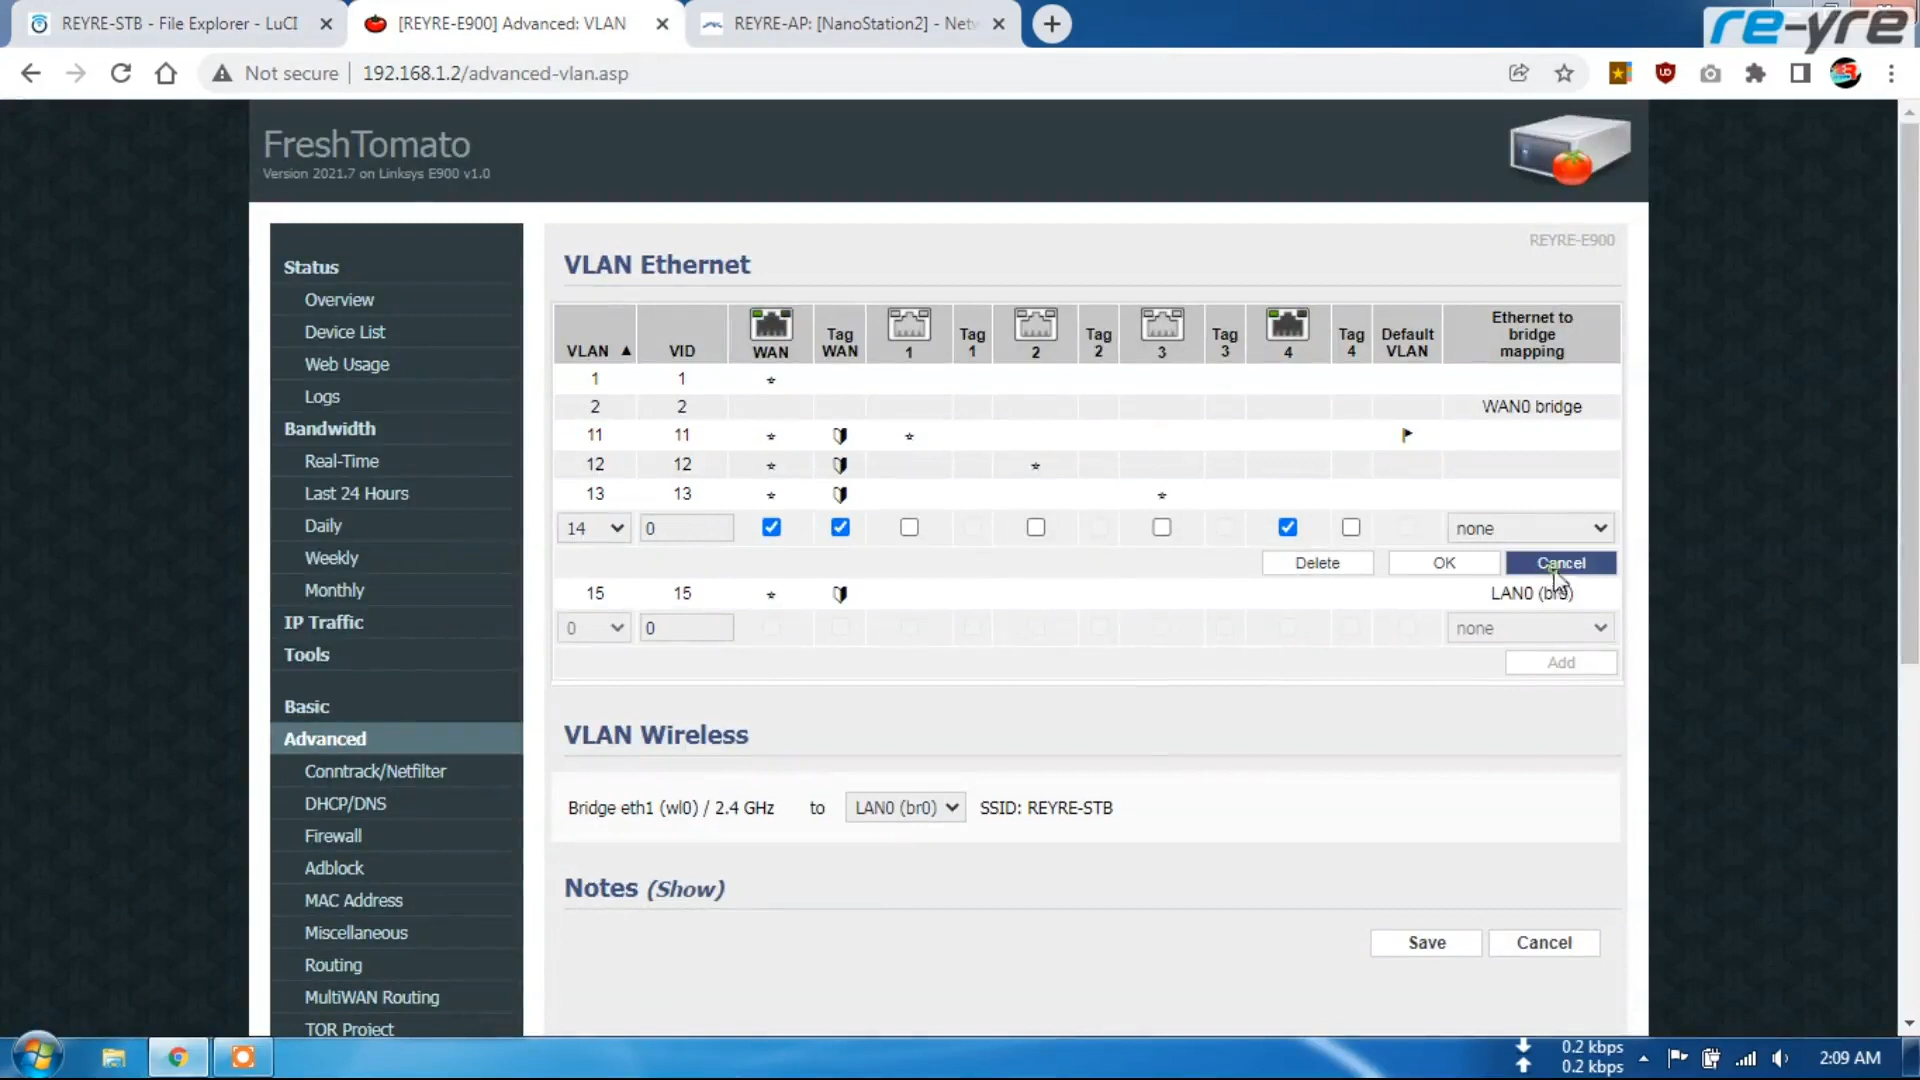 REYRE-STB - File Explorer - LuCI
[REYRE-E900] Advanced: VLAN
REYRE-AP: [NanoStation2] - Netw
re-yre
Not secure
192.168.1.2/advanced-vlan.asp
FreshTomato
Version 2021.7 on Linksys E900 v1.0
REYRE-E900
Status
Overview
Device List
Web Usage
Logs
Bandwidth
Real-Time
Last 24 Hours
Daily
Weekly
Monthly
IP Traffic
Tools
Basic
Advanced
Conntrack/Netfilter
DHCP/DNS
Firewall
Adblock
MAC Address
Miscellaneous
Routing
MultiWAN Routing
TOR Project
VLAN Ethernet
VLAN ▲ VID WAN Tag WAN 1 Tag 1 2 Tag 2 3 Tag 3 4 Tag 4 Default VLAN Ethernet to bridge mapping
1 1 *
2 2 WAN0 bridge
11 11 * *
12 12 * *
13 13 * *
14 0 none
Delete OK Cancel
15 15 * LAN0 (br0)
0 0 none
Add
VLAN Wireless
Bridge eth1 (wl0) / 2.4 GHz to LAN0 (br0) SSID: REYRE-STB
Notes (Show)
Save Cancel
0.2 kbps
0.2 kbps
2:09 AM